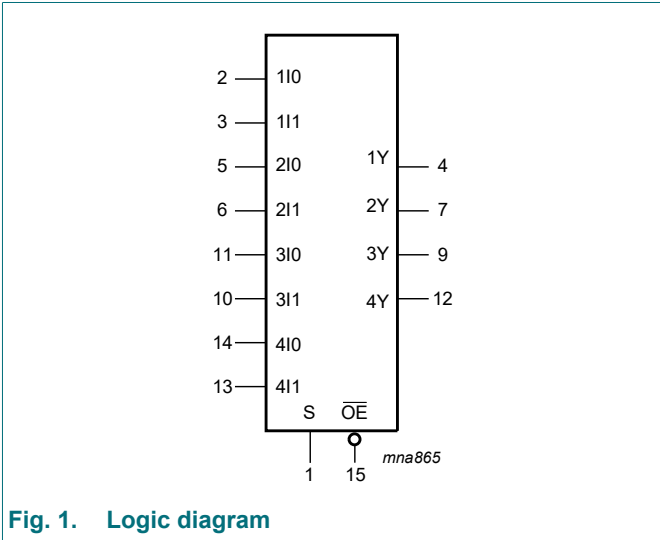 2 1I0
3 1I1
5 2I0 1Y 4
6 2I1 2Y 7
11 3I0 3Y 9
10 3I1 4Y 12
14 4I0
13 4I1
S O̅E̅
mna865
1 15
Fig. 1. Logic diagram